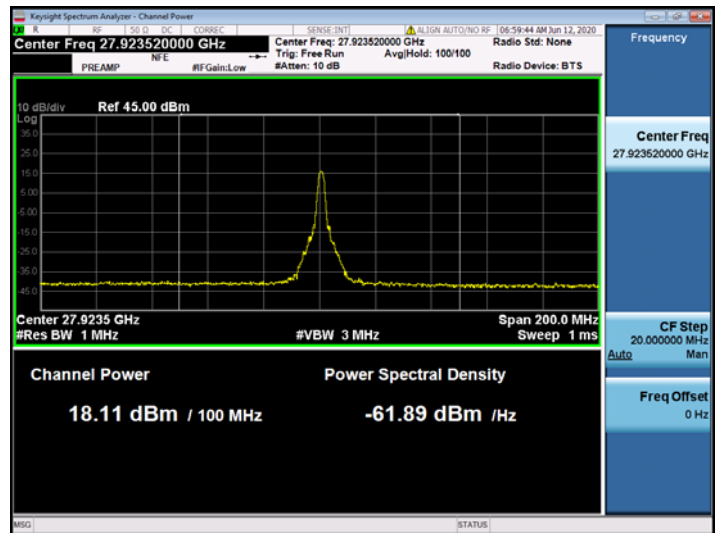 Keysight Spectrum Analyzer - Channel Power
R RF 50 Ω DC CORREC SENSE:INT ALIGN AUTO/NO RF 06:59:44 AM Jun 12, 2020
Center Freq 27.923520000 GHz
Center Freq: 27.923520000 GHz
Radio Std: None
NFE
Trig: Free Run Avg|Hold: 100/100
PREAMP #IFGain:Low #Atten: 10 dB Radio Device: BTS
10 dB/div Ref 45.00 dBm
Log
35.0
25.0
15.0
5.00
-5.00
-15.0
-25.0
-35.0
-45.0
Center 27.9235 GHz Span 200.0 MHz
#Res BW 1 MHz #VBW 3 MHz Sweep 1 ms
Channel Power Power Spectral Density
18.11 dBm / 100 MHz -61.89 dBm /Hz
MSG STATUS
Frequency
Center Freq
27.923520000 GHz
CF Step
20.000000 MHz
Auto Man
Freq Offset
0 Hz